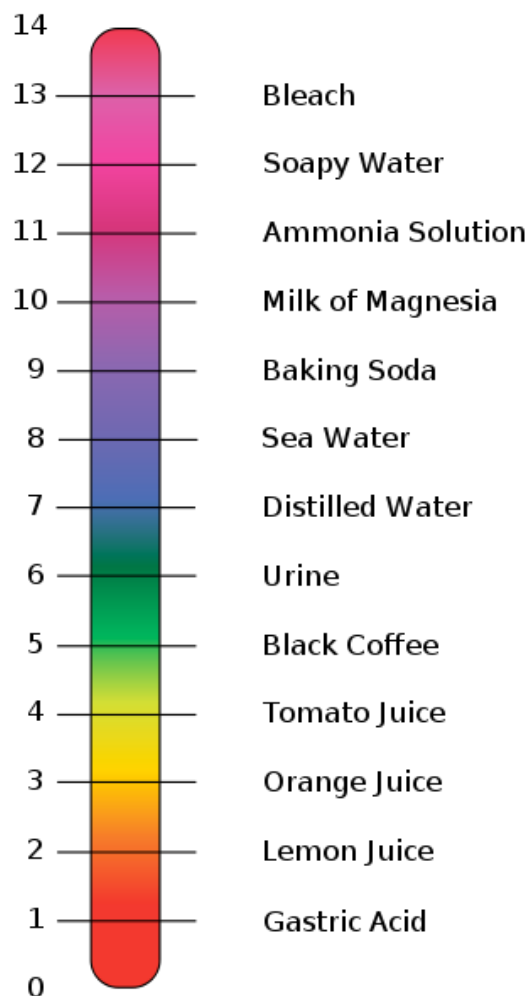 14
13 Bleach
12 Soapy Water
11 Ammonia Solution
10 Milk of Magnesia
9 Baking Soda
8 Sea Water
7 Distilled Water
6 Urine
5 Black Coffee
4 Tomato Juice
3 Orange Juice
2 Lemon Juice
1 Gastric Acid
0